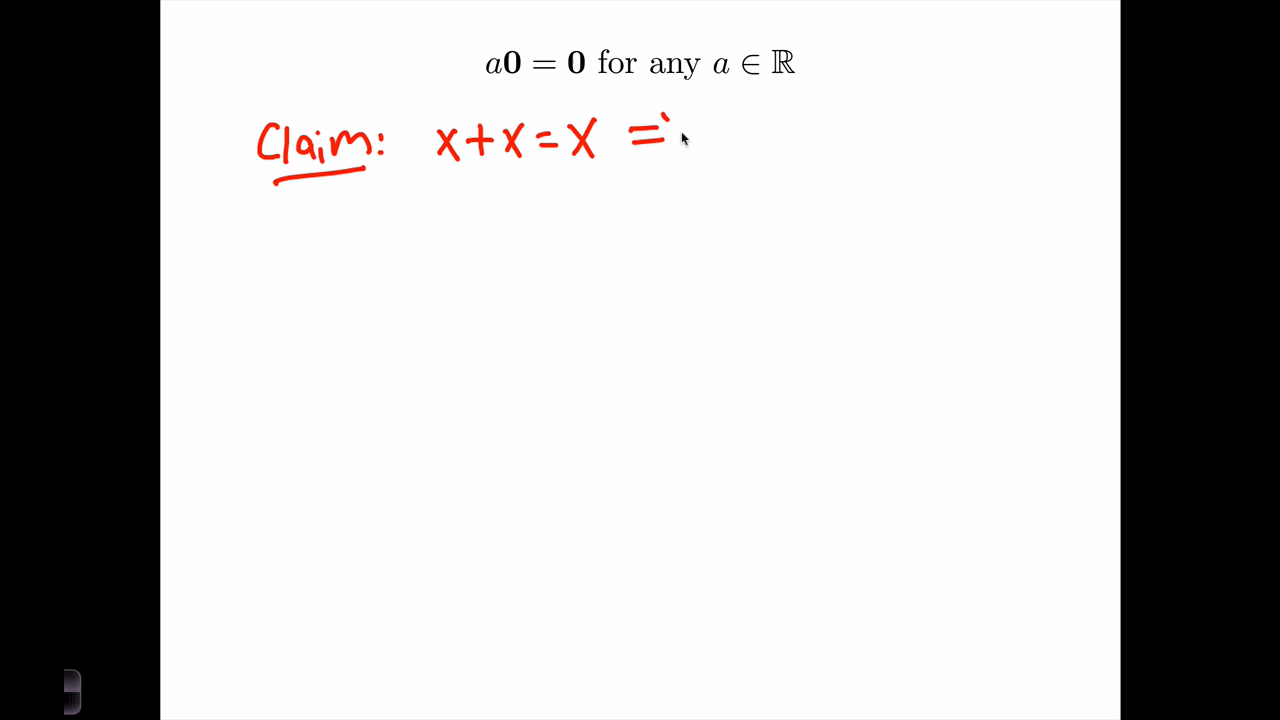 a0 = 0 for any a ∈ ℝ
Claim: x+x=x =